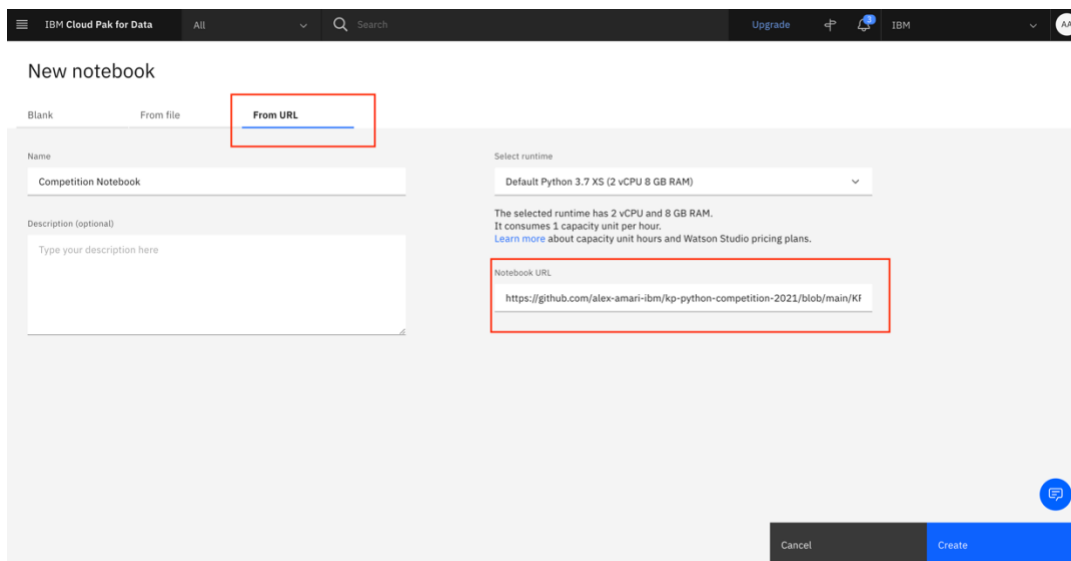 IBM Cloud Pak for Data
All
Search
Upgrade
3
IBM
AA
New notebook
Blank
From file
From URL
Name
Competition Notebook
Description (optional)
Type your description here
Select runtime
Default Python 3.7 XS (2 vCPU 8 GB RAM)
The selected runtime has 2 vCPU and 8 GB RAM.
It consumes 1 capacity unit per hour.
Learn more about capacity unit hours and Watson Studio pricing plans.
Notebook URL
https://github.com/alex-amari-ibm/kp-python-competition-2021/blob/main/KF
Cancel
Create